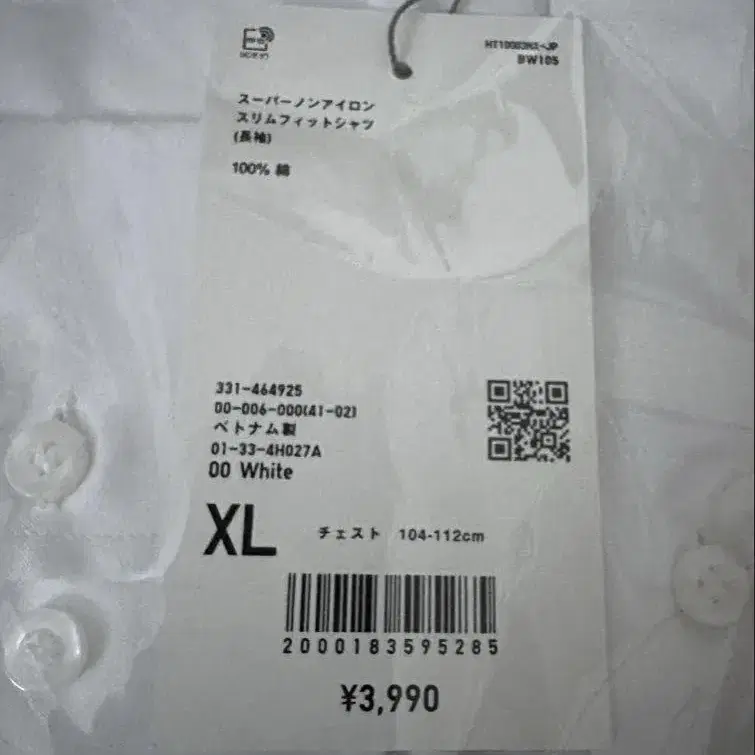 BW105
スーパーノンアイロン
スリムフィットシャツ
(長袖)
100% 綿
331-464925
00-006-000(41-02)
ベトナム製
01-33-4H027A
00 White
XL チェスト 104-112cm
2000183595285
¥3,990